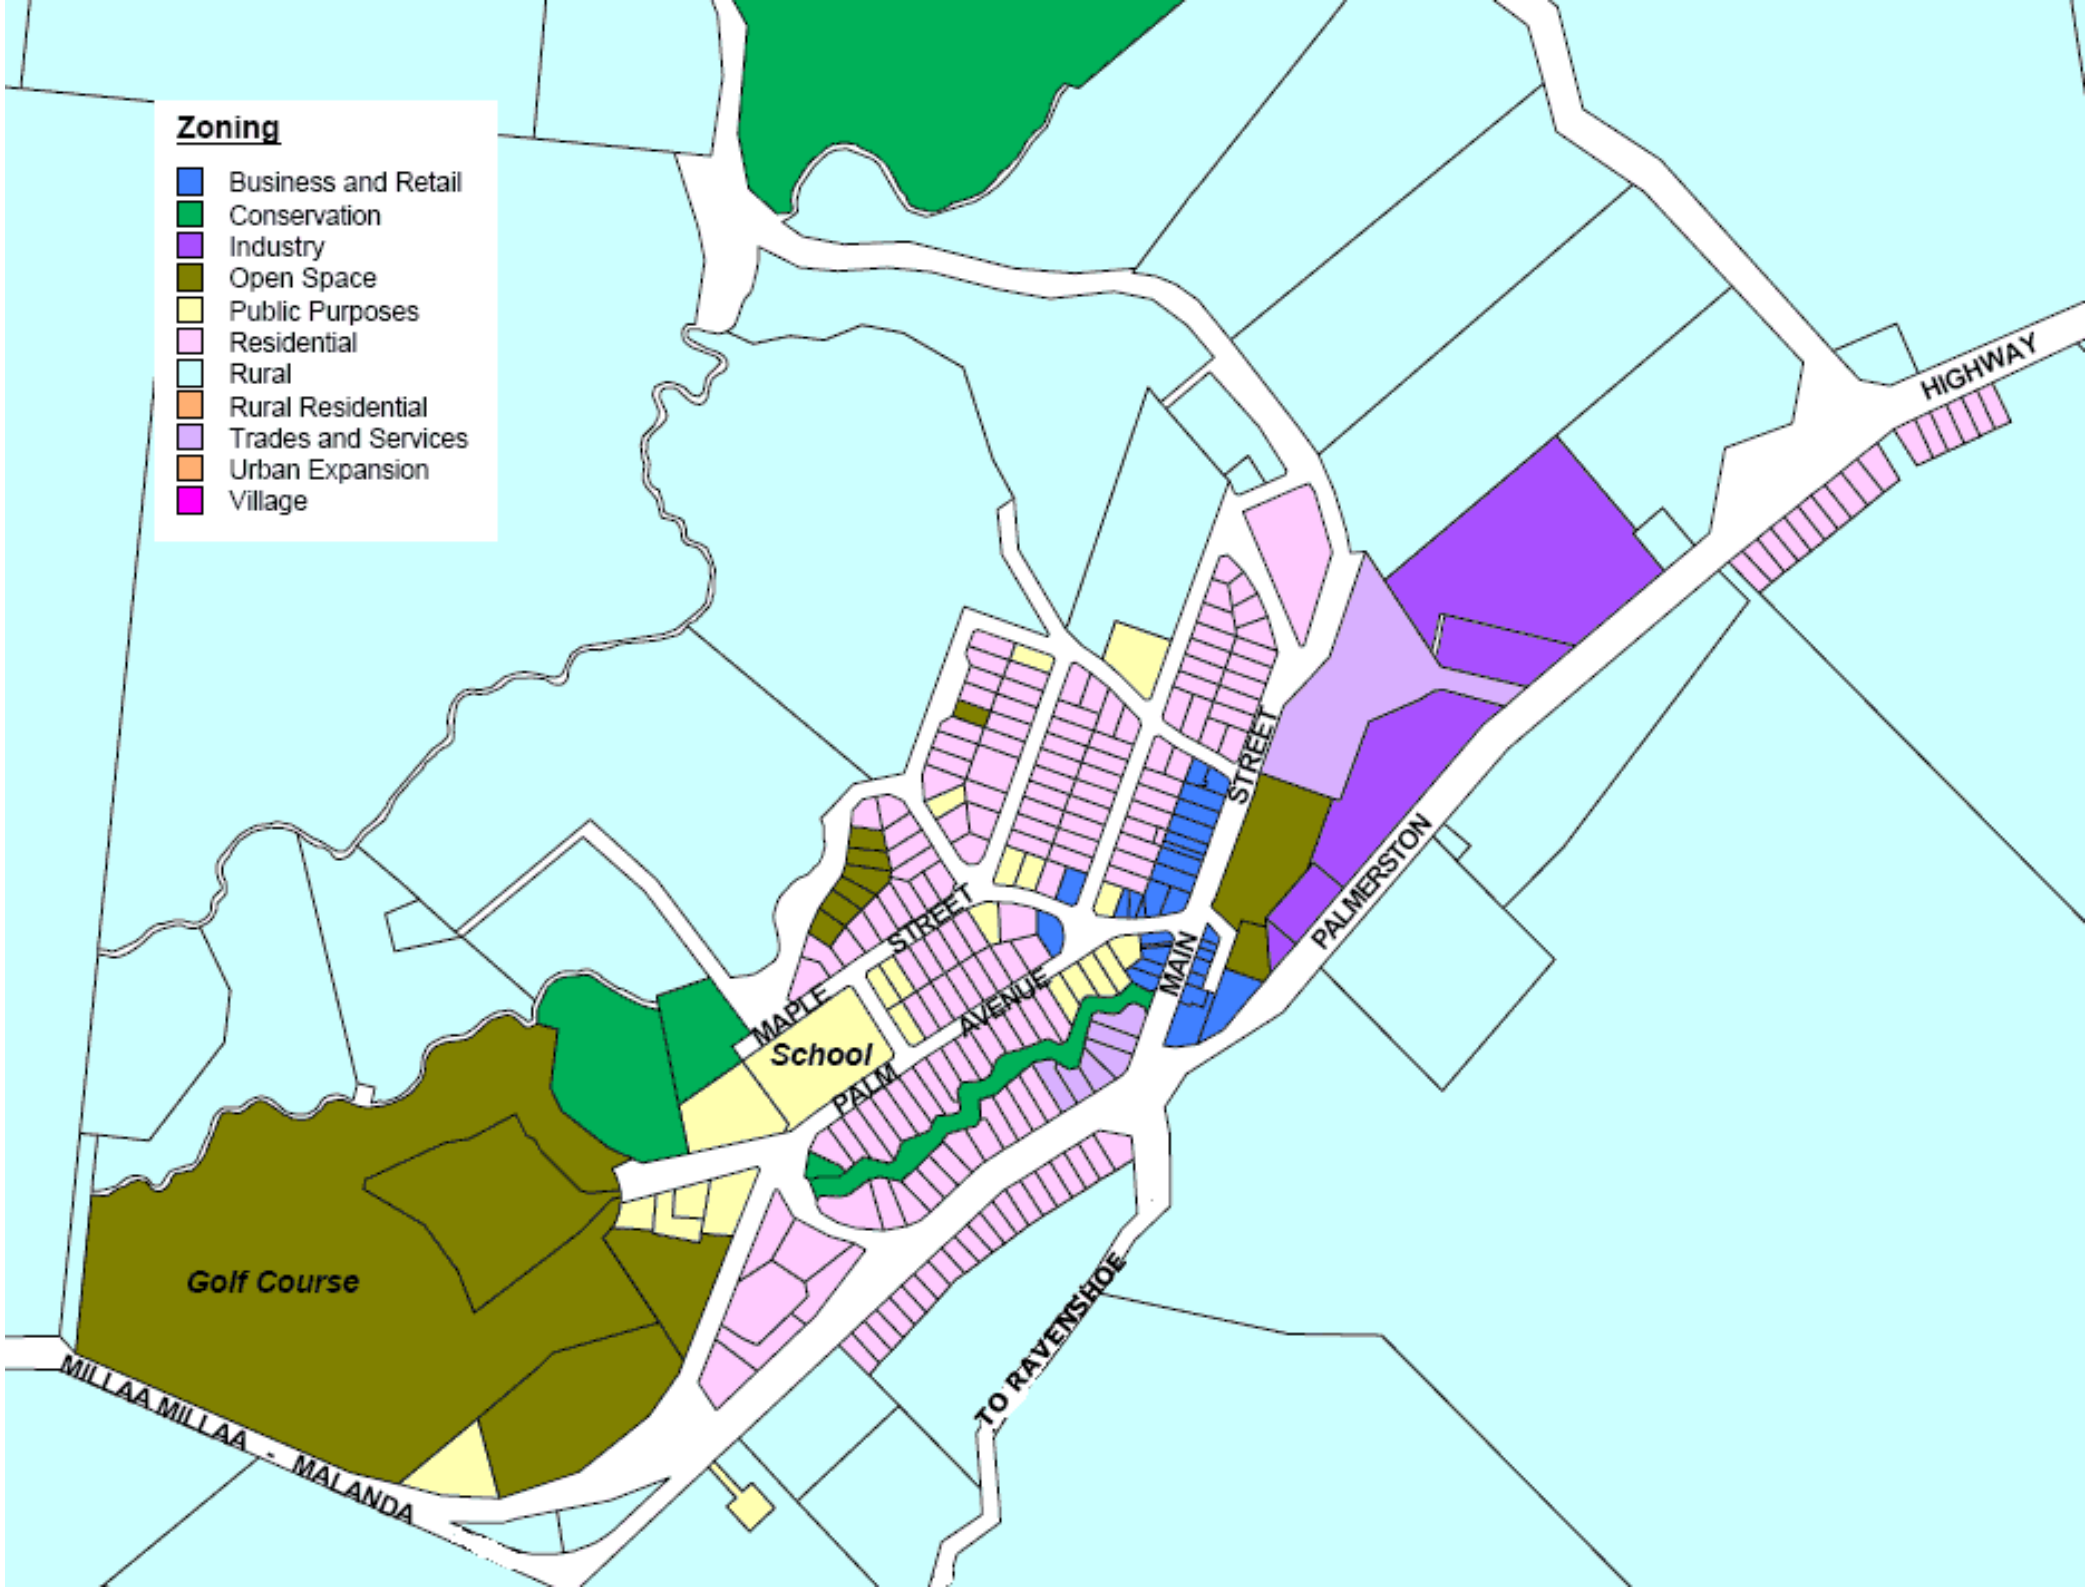 Zoning
Business and Retail
Conservation
Industry
Open Space
Public Purposes
Residential
Rural
Rural Residential
Trades and Services
Urban Expansion
Village
HIGHWAY
STREET
PALMERSTON
STREET
MAIN
AVENUE
MAPLE
School
PALM
Golf Course
TO RAVENSHOE
MILLAA MILLAA - MALANDA